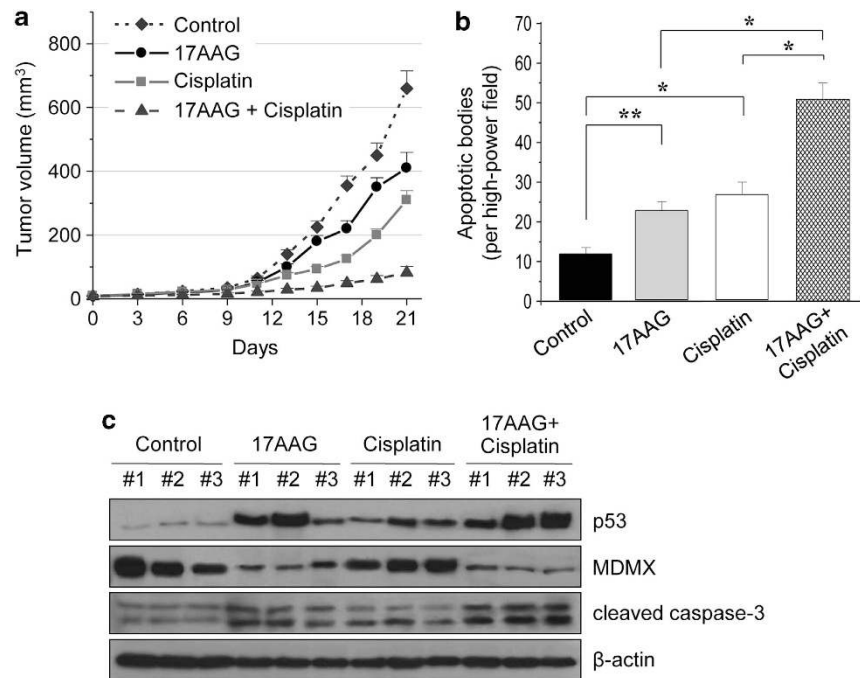 a
Control
17AAG
Cisplatin
17AAG + Cisplatin
Tumor volume (mm³)
800
600
400
200
0
0 3 6 9 12 15 18 21
Days
b
Apoptotic bodies
(per high-power field)
70
60
50
40
30
20
10
0
*
*
*
**
Control
17AAG
Cisplatin
17AAG+
Cisplatin
c
Control 17AAG Cisplatin 17AAG+
Cisplatin
#1 #2 #3 #1 #2 #3 #1 #2 #3 #1 #2 #3
p53
MDMX
cleaved caspase-3
β-actin